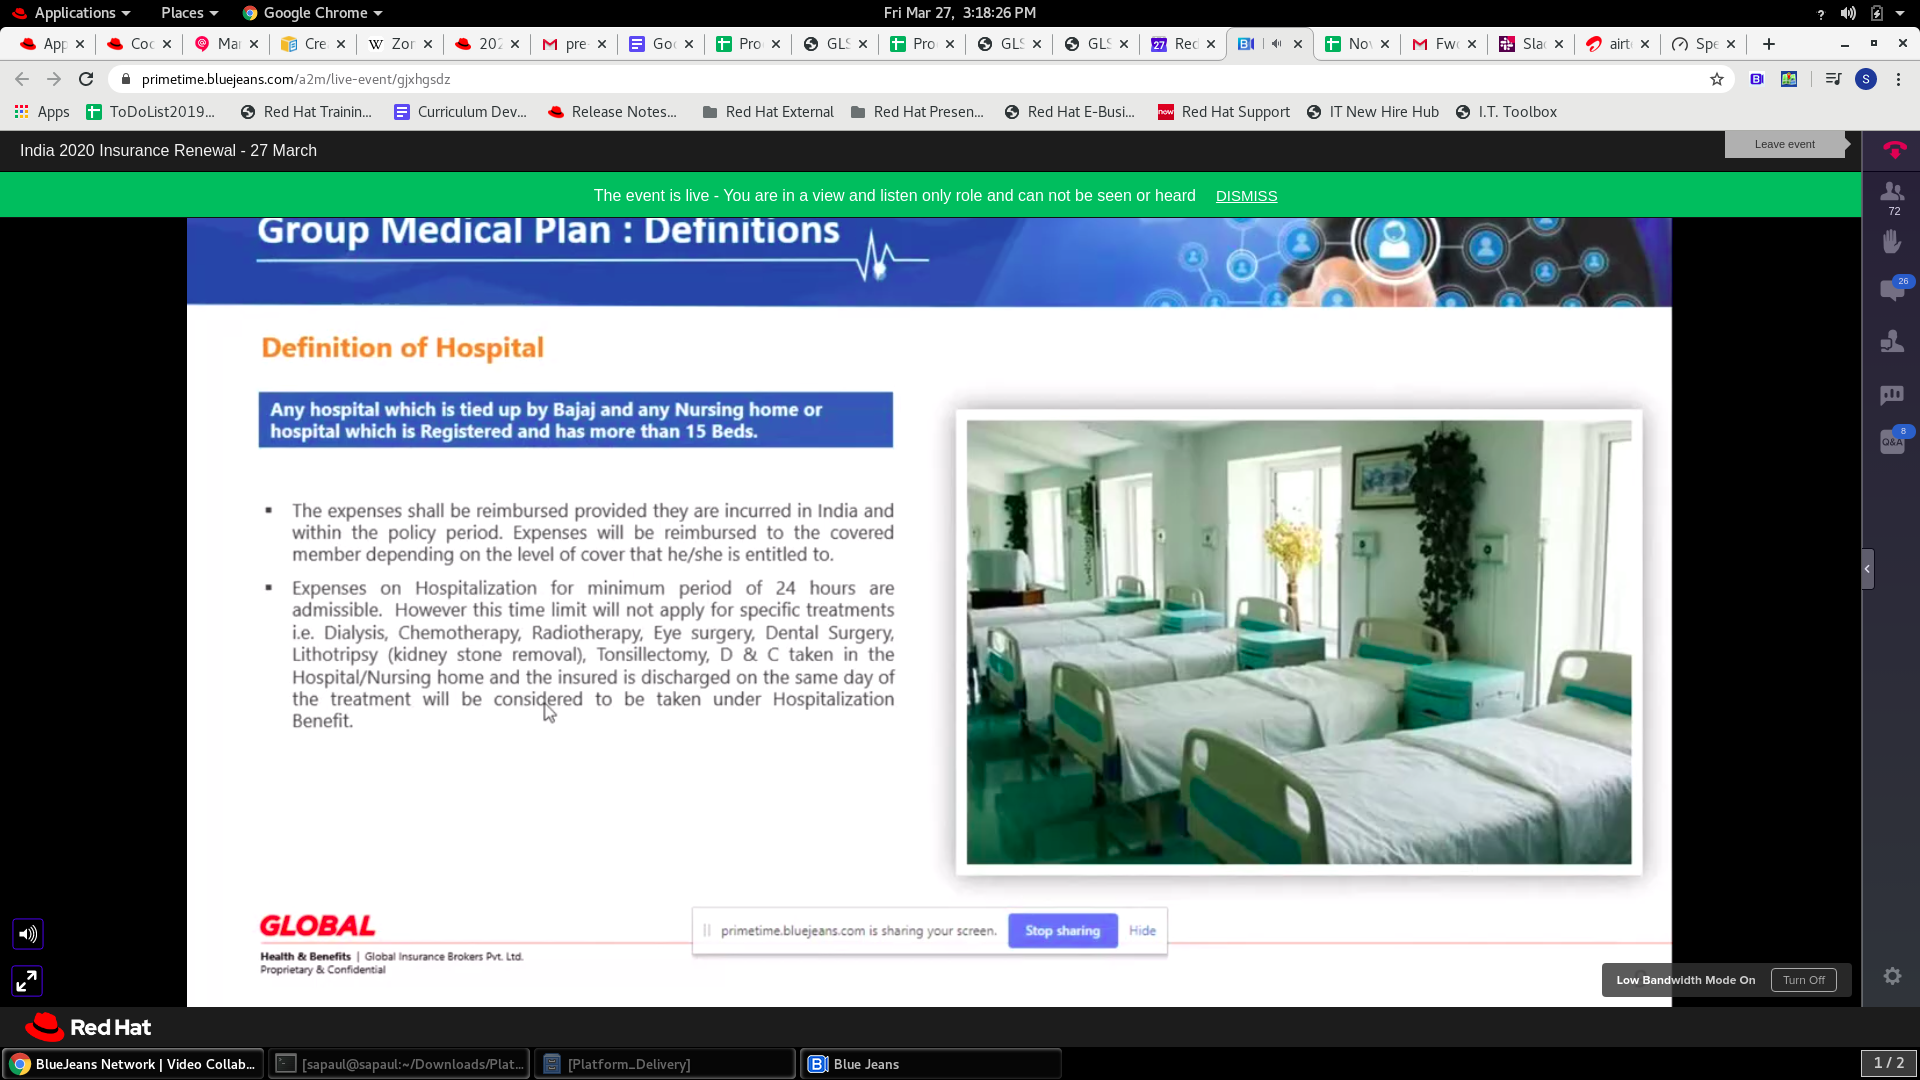 Applications
Places
Google Chrome
Fri Mar 27, 3:18:26 PM
App
Coc
Mar
Cre
Zor
202
pre-
Goo
Pro
GLS
Pro
GLS
GLS
Red
Nov
Fwd
Slac
airt
Spe
primetime.bluejeans.com/a2m/live-event/gjxhgsdz
S
Apps
ToDoList2019...
Red Hat Trainin...
Curriculum Dev...
Release Notes...
Red Hat External
Red Hat Presen...
Red Hat E-Busi...
now
Red Hat Support
IT New Hire Hub
I.T. Toolbox
India 2020 Insurance Renewal - 27 March
Leave event
The event is live - You are in a view and listen only role and can not be seen or heard DISMISS
72
26
8
Q&A
Group Medical Plan : Definitions
Definition of Hospital
Any hospital which is tied up by Bajaj and any Nursing home or
hospital which is Registered and has more than 15 Beds.
▪ The expenses shall be reimbursed provided they are incurred in India and
within the policy period. Expenses will be reimbursed to the covered
member depending on the level of cover that he/she is entitled to.
▪ Expenses on Hospitalization for minimum period of 24 hours are
admissible. However this time limit will not apply for specific treatments
i.e. Dialysis, Chemotherapy, Radiotherapy, Eye surgery, Dental Surgery,
Lithotripsy (kidney stone removal), Tonsillectomy, D & C taken in the
Hospital/Nursing home and the insured is discharged on the same day of
the treatment will be considered to be taken under Hospitalization
Benefit.
GLOBAL
Health & Benefits | Global Insurance Brokers Pvt. Ltd.
Proprietary & Confidential
primetime.bluejeans.com is sharing your screen. Stop sharing Hide
Low Bandwidth Mode On Turn Off
Red Hat
BlueJeans Network | Video Collab...
[sapaul@sapaul:~/Downloads/Plat...
[Platform_Delivery]
Blue Jeans
1 / 2